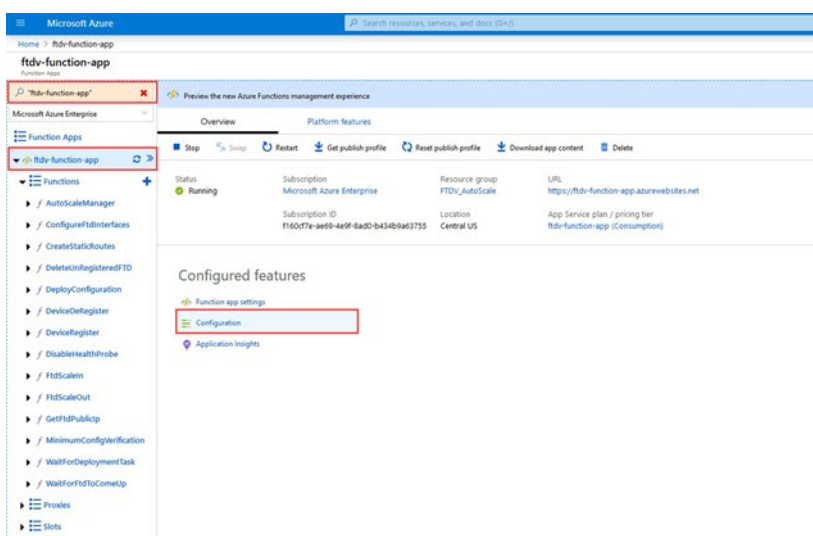 Microsoft Azure
Search resources, services, and docs (G+/)
Home > ftdv-function-app
ftdv-function-app
Function Apps
"ftdv-function-app"
Preview the new Azure Functions management experience
Microsoft Azure Enterprise
Overview
Platform features
Function Apps
Stop
Swap
Restart
Get publish profile
Reset publish profile
Download app content
Delete
ftdv-function-app
Functions
AutoScaleManager
ConfigureFtdInterfaces
CreateStaticRoutes
DeleteUnRegisteredFTD
DeployConfiguration
DeviceDeRegister
DeviceRegister
DisableHealthProbe
FtdScaleIn
FtdScaleOut
GetFtdPublicIp
MinimumConfigVerification
WaitForDeploymentTask
WaitForFtdToComeUp
Proxies
Slots
Status
Running
Subscription
Microsoft Azure Enterprise
Resource group
FTDV_AutoScale
URL
https://ftdv-function-app.azurewebsites.net
Subscription ID
f160cf7e-ae69-4e9f-8ad0-b434b9a63755
Location
Central US
App Service plan / pricing tier
ftdv-function-app (Consumption)
Configured features
Function app settings
Configuration
Application Insights